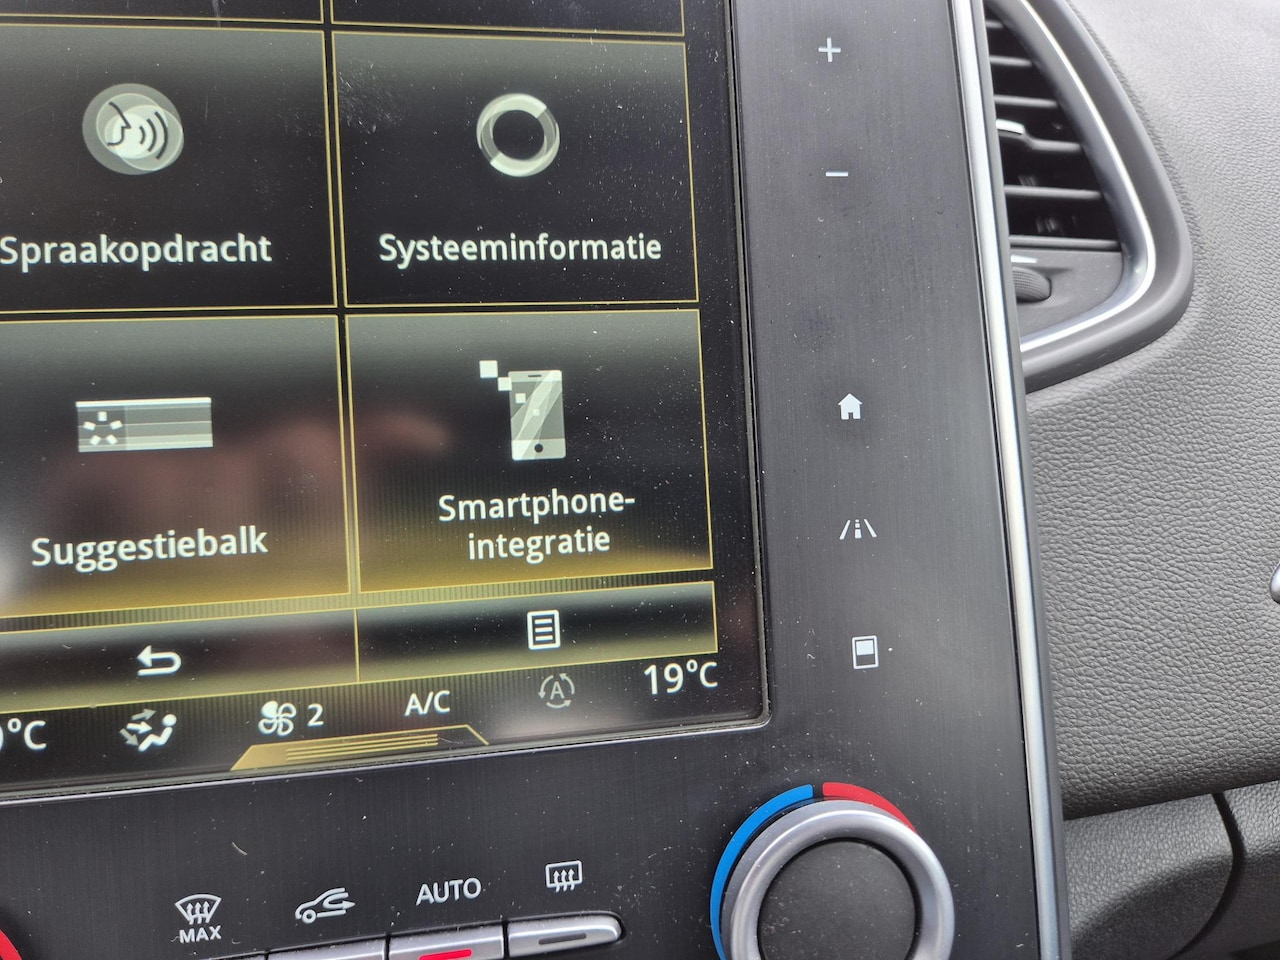 Spraakopdracht
Systeeminformatie
Suggestiebalk
Smartphone-
integratie
2
A/C
A
19°C
MAX
AUTO